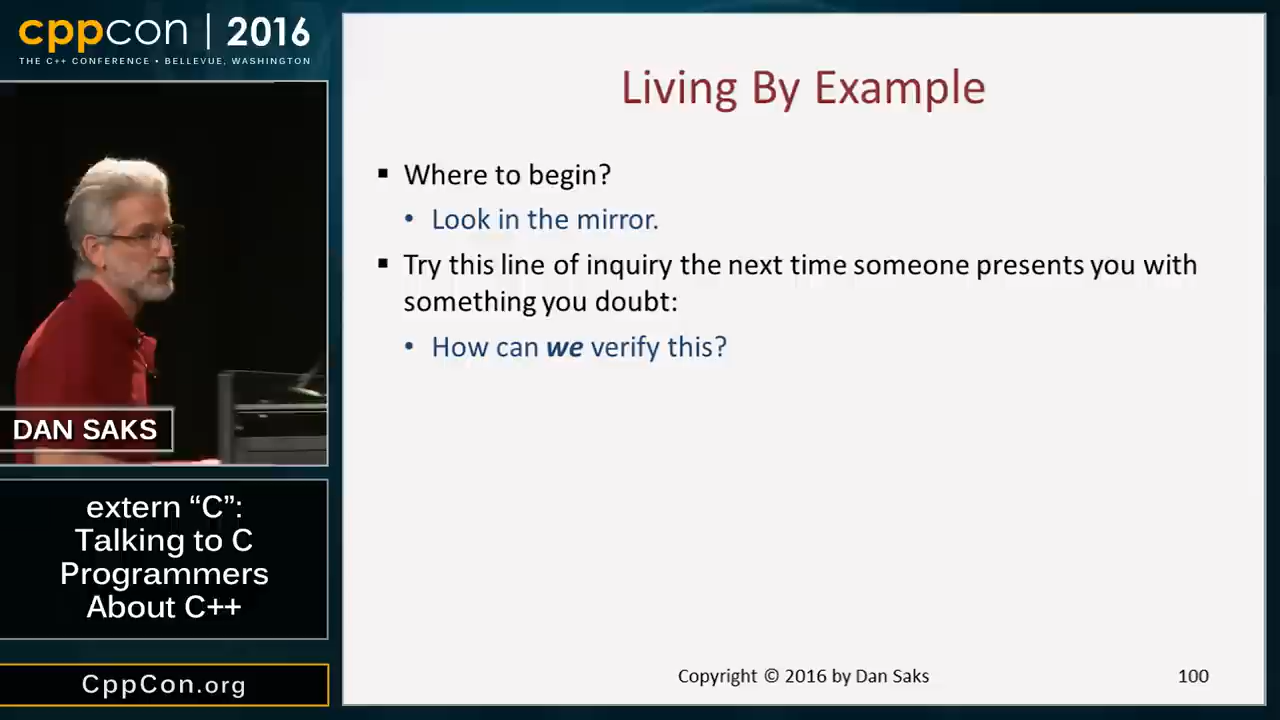 cppcon | 2016
THE C++ CONFERENCE • BELLEVUE, WASHINGTON
DAN SAKS
extern “C”:
Talking to C
Programmers
About C++
CppCon.org
Living By Example
▪ Where to begin?
• Look in the mirror.
▪ Try this line of inquiry the next time someone presents you with
something you doubt:
• How can we verify this?
Copyright © 2016 by Dan Saks
100